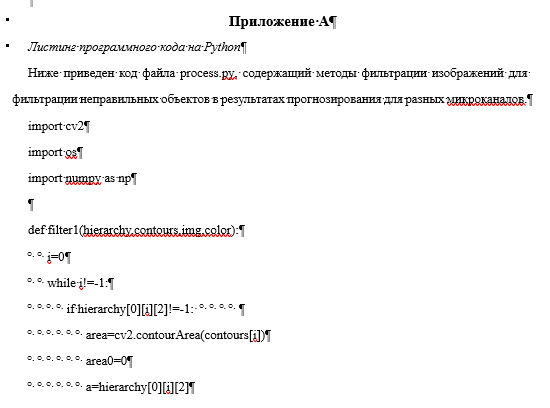 Приложение А
Листинг программного кода на Python
Ниже приведен код файла process.py, содержащий методы фильтрации изображений для
фильтрации неправильных объектов в результатах прогнозирования для разных микроканалов.
import cv2
import os
import numpy as np
def filter1(hierarchy,contours,img,color):
i=0
while i!=-1:
if hierarchy[0][i][2]!=-1:
area=cv2.contourArea(contours[i])
area0=0
a=hierarchy[0][i][2]